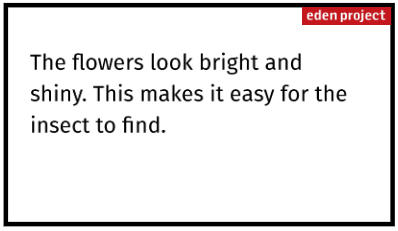 eden project
The flowers look bright and
shiny. This makes it easy for the
insect to find.